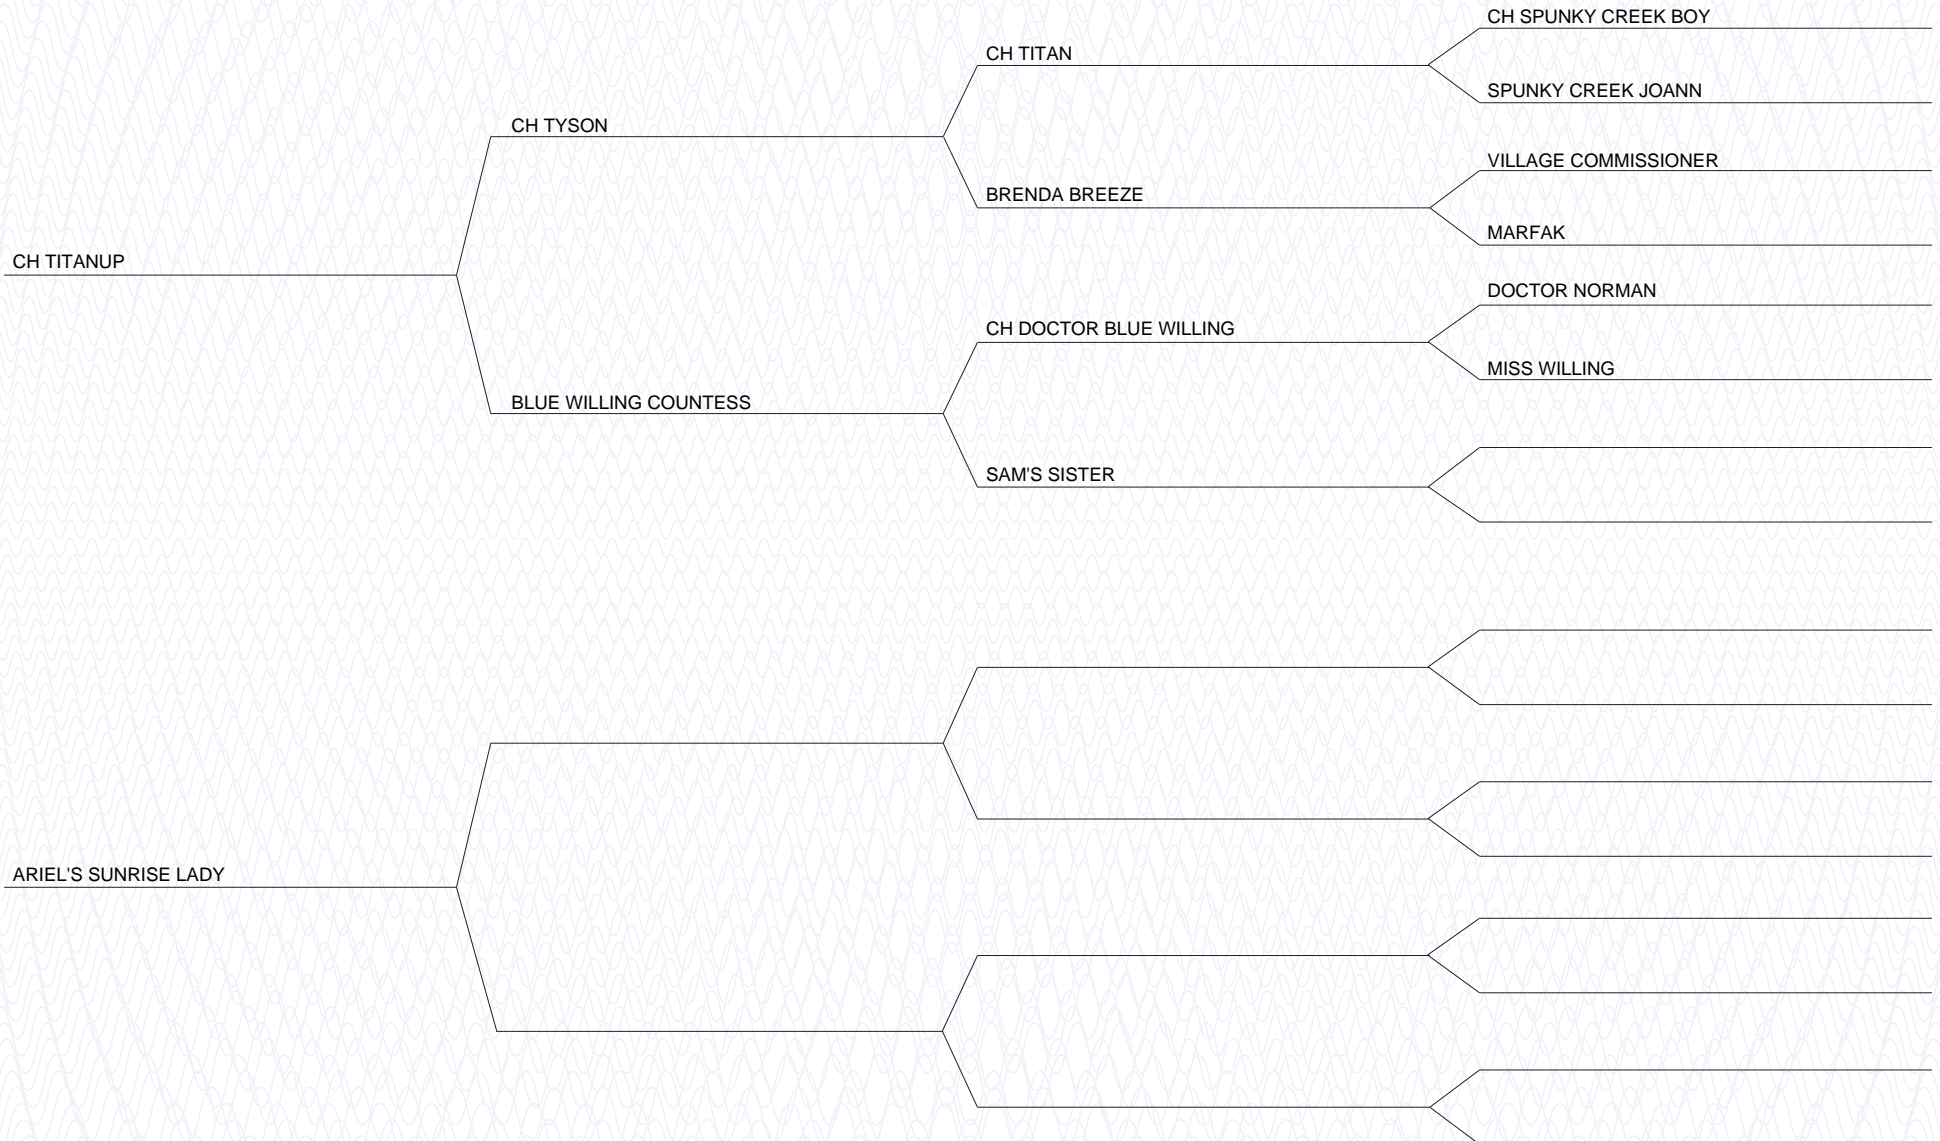 CH SPUNKY CREEK BOY
CH TITAN
SPUNKY CREEK JOANN
CH TYSON
VILLAGE COMMISSIONER
BRENDA BREEZE
MARFAK
CH TITANUP
DOCTOR NORMAN
CH DOCTOR BLUE WILLING
MISS WILLING
BLUE WILLING COUNTESS
SAM'S SISTER
ARIEL'S SUNRISE LADY